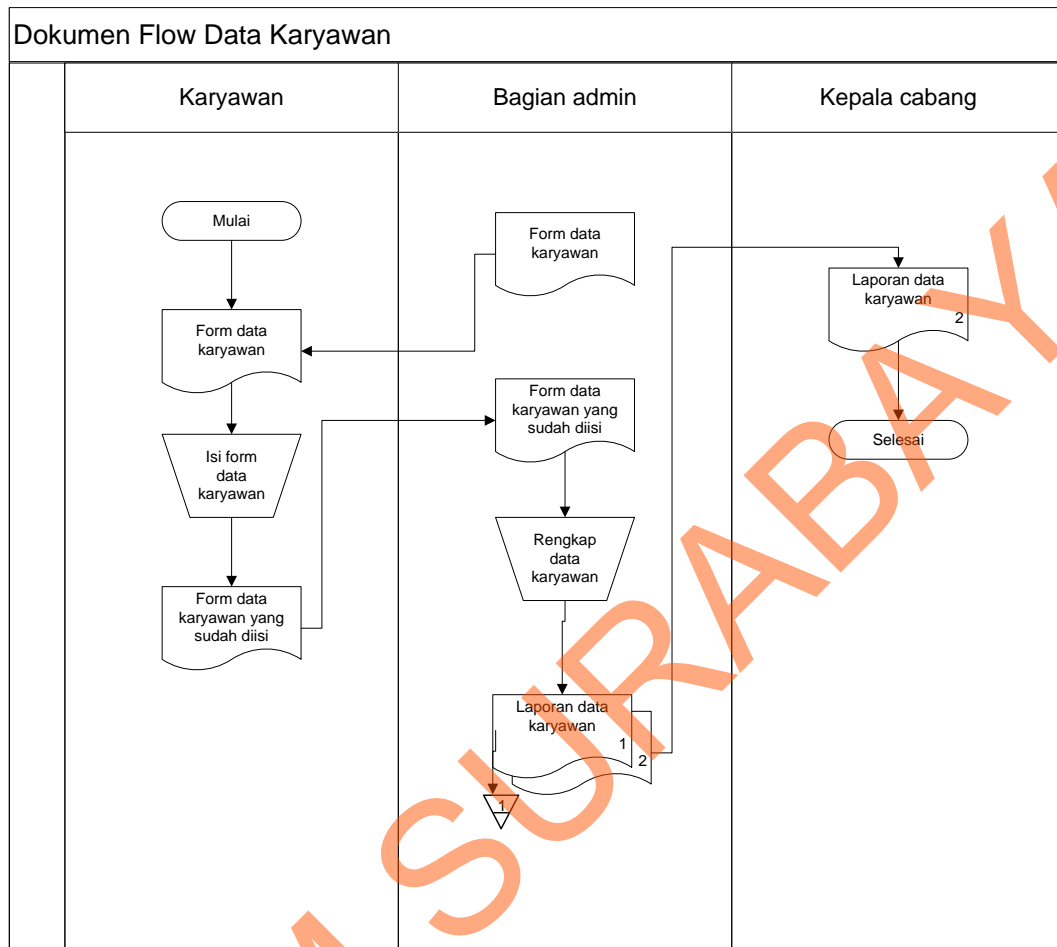 Dokumen Flow Data Karyawan
Karyawan
Bagian admin
Kepala cabang
Mulai
Form data
karyawan
Isi form
data
karyawan
Form data
karyawan yang
sudah diisi
Form data
karyawan
Form data
karyawan yang
sudah diisi
Rengkap
data
karyawan
Laporan data
karyawan
1
2
1
Laporan data
karyawan
2
Selesai
M SURABAYA